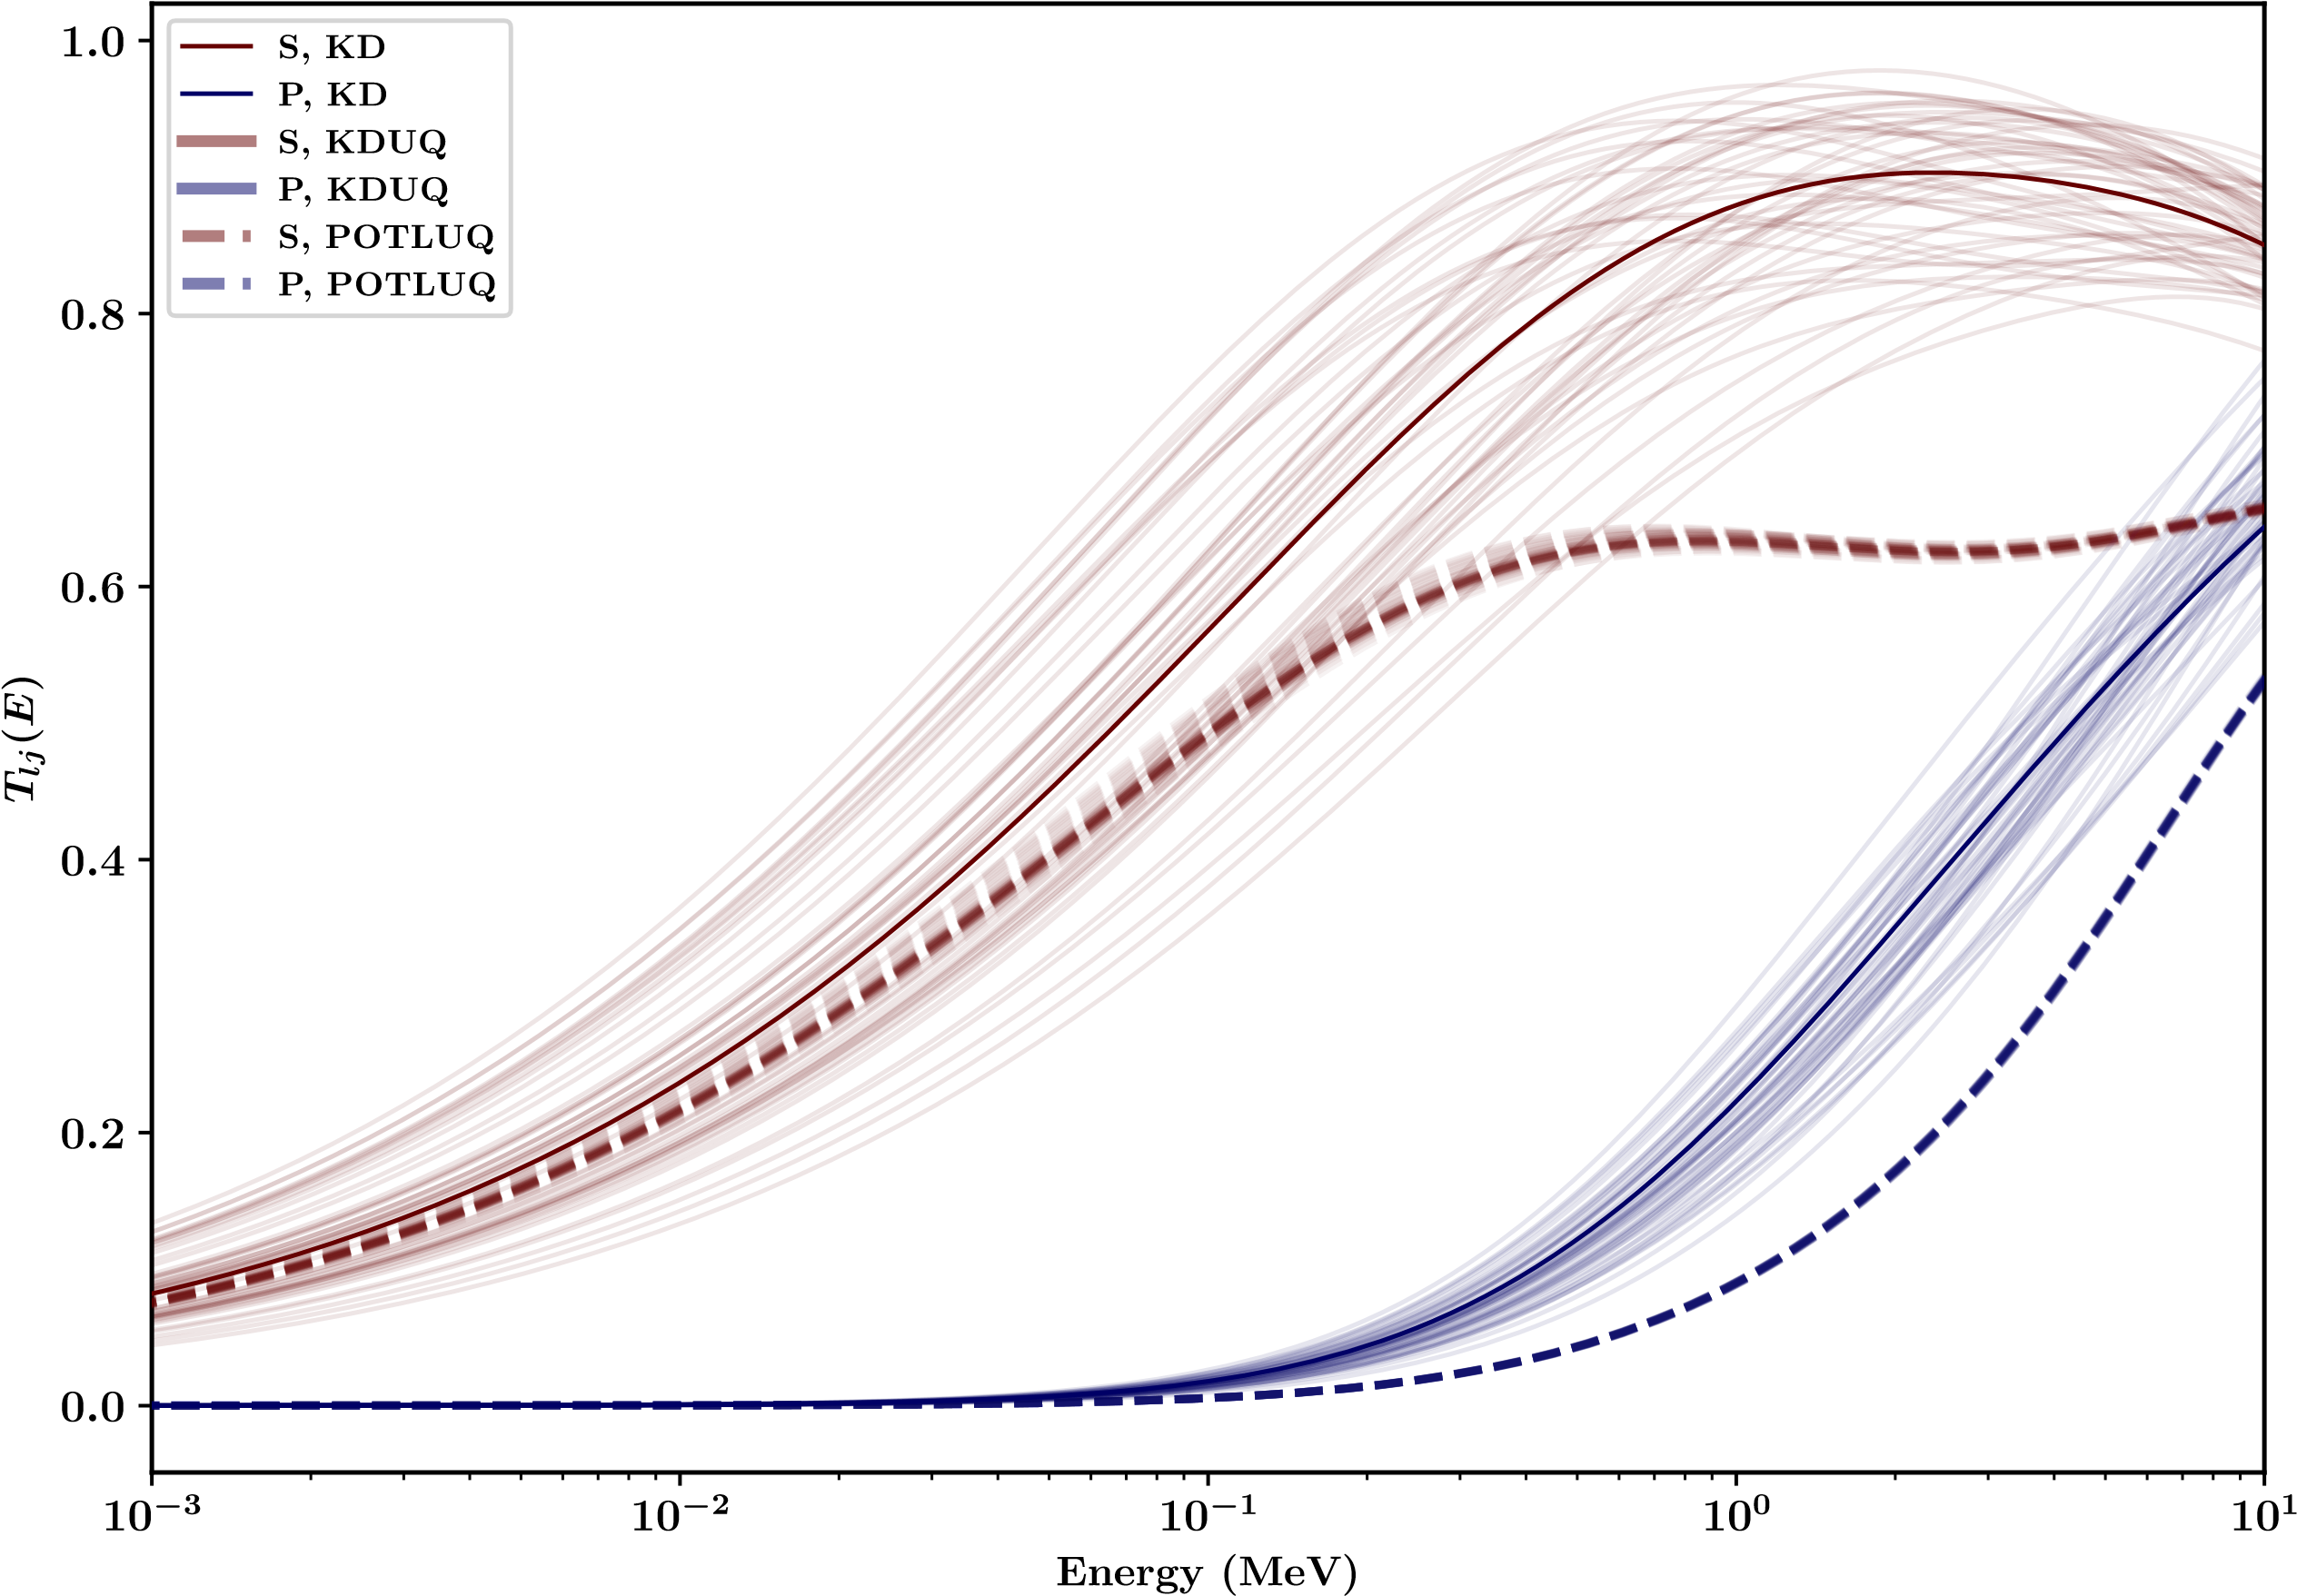 1.0
0.8
0.6
0.4
0.2
0.0
S, KD
P, KD
S, KDUQ
P, KDUQ
S, POTLUQ
P, POTLUQ
T_{lj}(E)
10^{-3} 10^{-2} 10^{-1} 10^{0} 10^{1}
Energy (MeV)